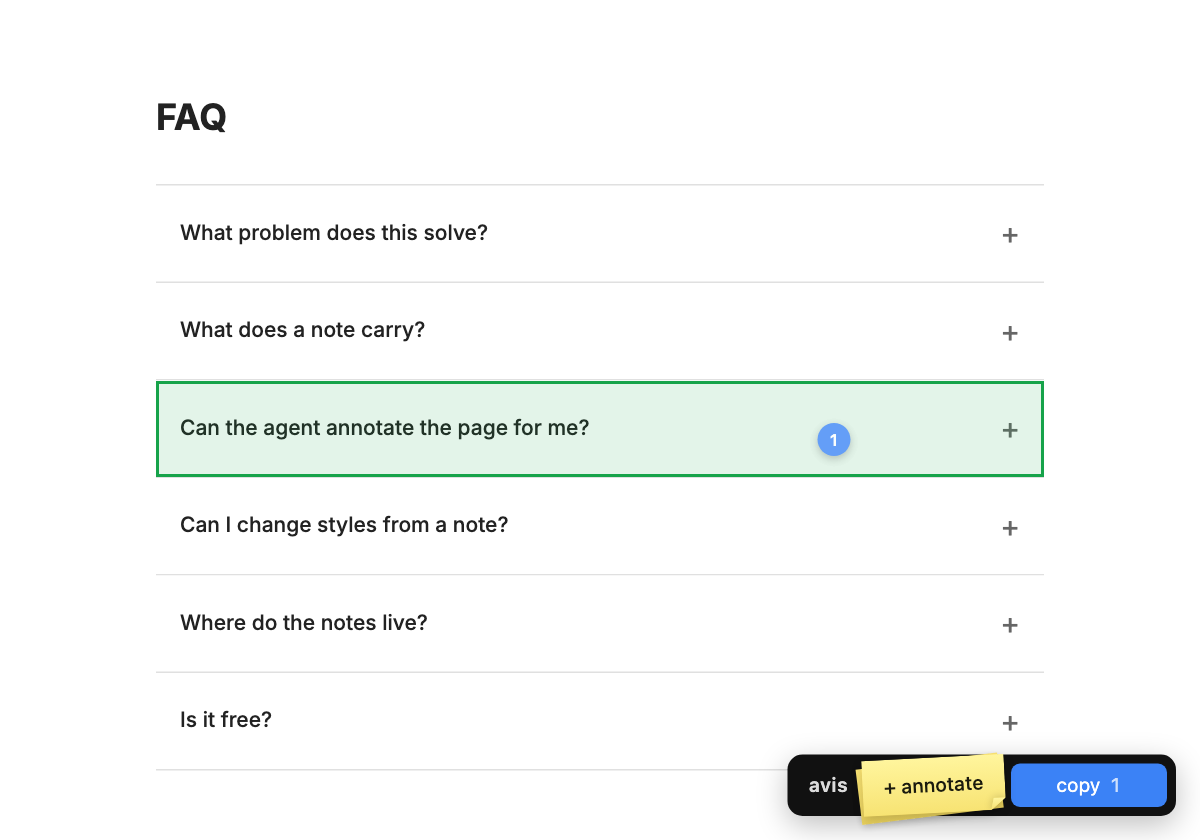 FAQ
What problem does this solve?
+
What does a note carry?
+
Can the agent annotate the page for me?
1
+
Can I change styles from a note?
+
Where do the notes live?
+
Is it free?
+
avis
+ annotate
copy 1